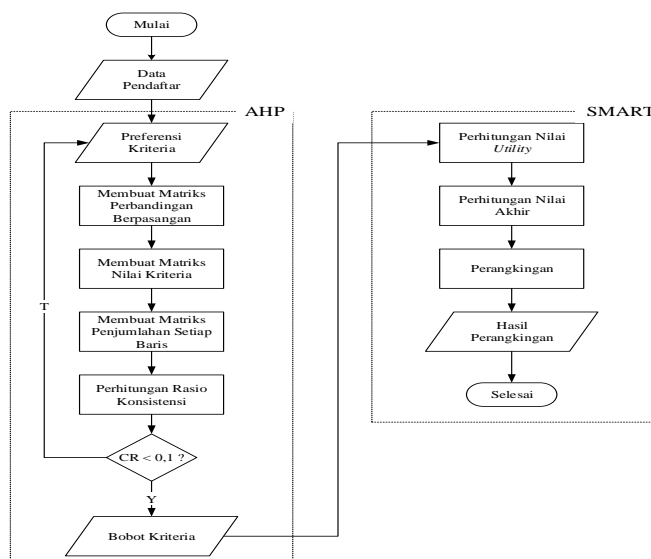 Mulai
Data
Pendaftar
AHP
Preferensi
Kriteria
Membuat Matriks
Perbandingan
Berpasangan
Membuat Matriks
Nilai Kriteria
T
Membuat Matriks
Penjumlahan Setiap
Baris
Perhitungan Rasio
Konsistensi
CR < 0,1 ?
Y
Bobot Kriteria
SMART
Perhitungan Nilai
Utility
Perhitungan Nilai
Akhir
Perangkingan
Hasil
Perangkingan
Selesai